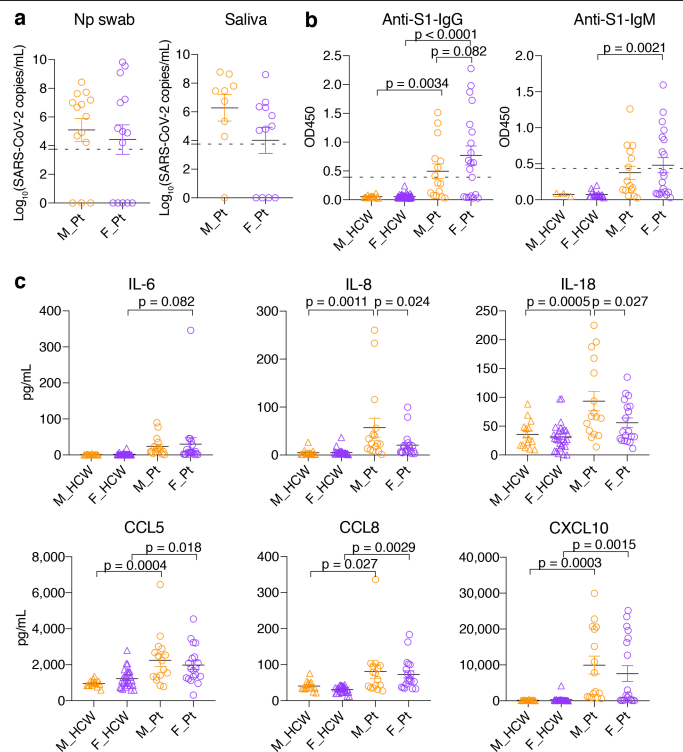 a
Np swab
Saliva
Log10(SARS-CoV-2 copies/mL)
10
8
6
4
2
0
M_Pt
F_Pt
Log10(SARS-CoV-2 copies/mL)
10
8
6
4
2
0
M_Pt
F_Pt
b
Anti-S1-IgG
Anti-S1-IgM
p < 0.0001
p = 0.082
p = 0.0034
OD450
2.5
2.0
1.5
1.0
0.5
0.0
M_HCW
F_HCW
M_Pt
F_Pt
p = 0.0021
OD450
2.0
1.5
1.0
0.5
0.0
M_HCW
F_HCW
M_Pt
F_Pt
c
IL-6
p = 0.082
pg/mL
400
300
200
100
0
M_HCW
F_HCW
M_Pt
F_Pt
IL-8
p = 0.0011
p = 0.024
300
200
100
0
M_HCW
F_HCW
M_Pt
F_Pt
IL-18
p = 0.0005
p = 0.027
250
200
150
100
50
0
M_HCW
F_HCW
M_Pt
F_Pt
CCL5
p = 0.018
p = 0.0004
pg/mL
8,000
6,000
4,000
2,000
0
M_HCW
F_HCW
M_Pt
F_Pt
CCL8
p = 0.0029
p = 0.027
400
300
200
100
0
M_HCW
F_HCW
M_Pt
F_Pt
CXCL10
p = 0.0015
p = 0.0003
40,000
30,000
20,000
10,000
0
M_HCW
F_HCW
M_Pt
F_Pt